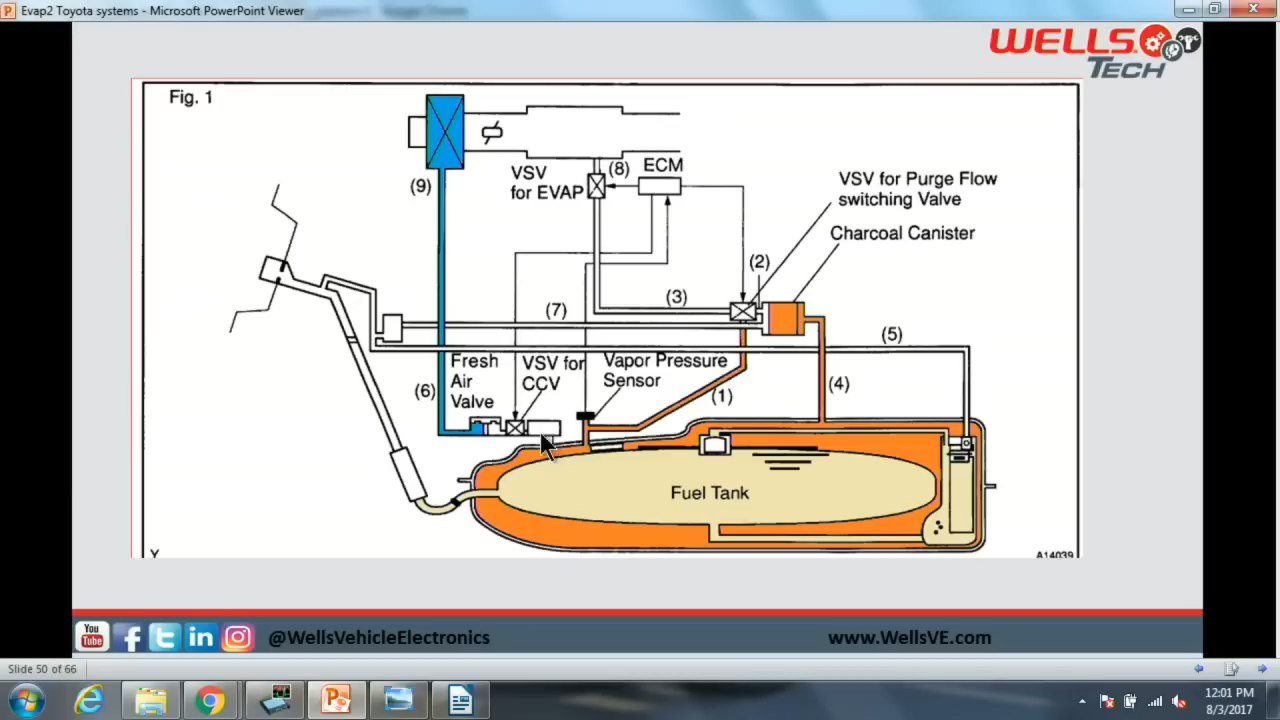 Evap2 Toyota systems - Microsoft PowerPoint Viewer
WELLS
TECH
Fig. 1
(9)
VSV
for EVAP
(8)
ECM
VSV for Purge Flow
switching Valve
Charcoal Canister
(2)
(3)
(7)
(5)
(6)
Fresh
Air
Valve
VSV for
CCV
Vapor Pressure
Sensor
(1)
(4)
Fuel Tank
Y
A14039
You
Tube
@WellsVehicleElectronics
www.WellsVE.com
Slide 50 of 66
12:01 PM
8/3/2017